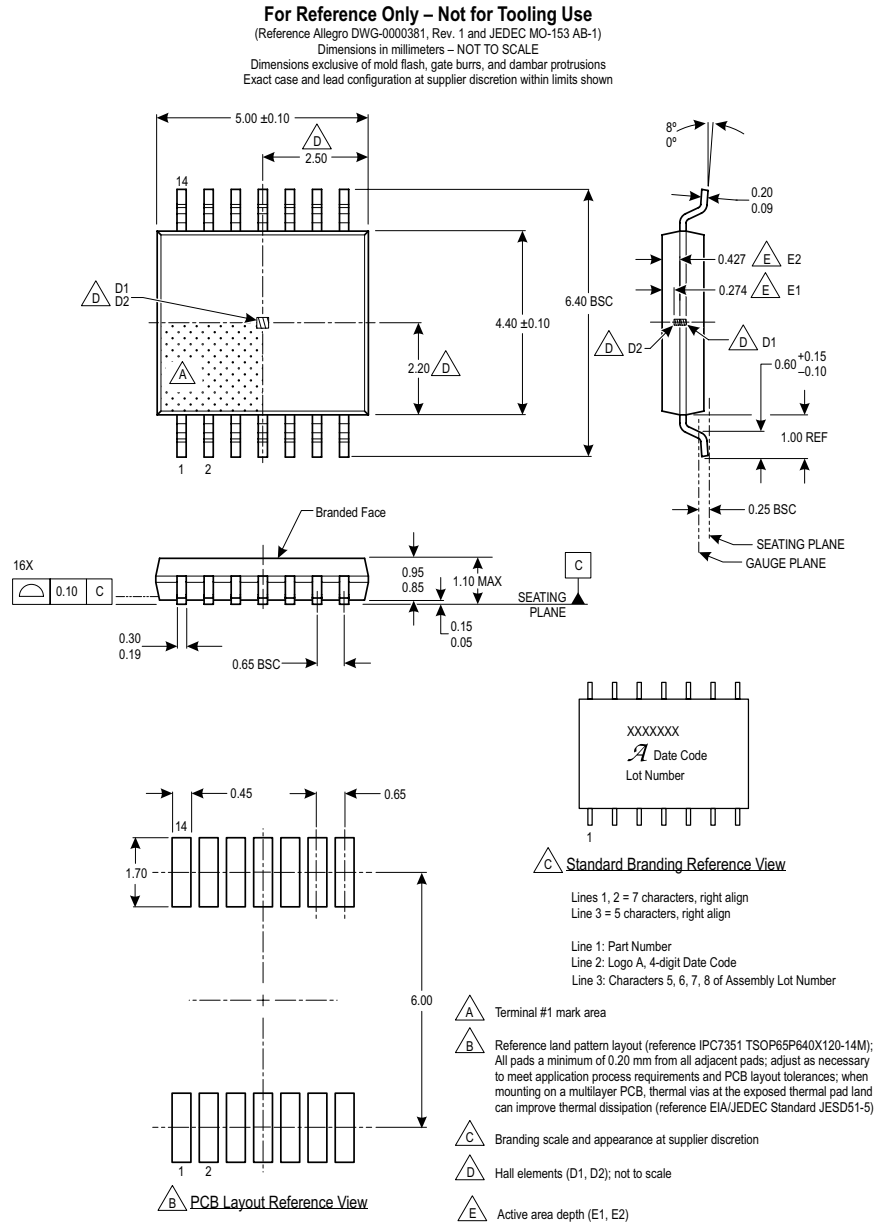 For Reference Only – Not for Tooling Use
(Reference Allegro DWG-0000381, Rev. 1 and JEDEC MO-153 AB-1)
Dimensions in millimeters – NOT TO SCALE
Dimensions exclusive of mold flash, gate burrs, and dambar protrusions
Exact case and lead configuration at supplier discretion within limits shown
5.00 ±0.10
D
2.50
14
D
D1
D2
A
2.20
D
4.40 ±0.10
6.40 BSC
1
2
8º
0º
0.20
0.09
0.427
E
E2
0.274
E
E1
D
D2
D
D1
0.60
+0.15
–0.10
1.00 REF
0.25 BSC
SEATING PLANE
GAUGE PLANE
Branded Face
16X
0.10
C
0.95
0.85
1.10 MAX
C
SEATING
PLANE
0.15
0.05
0.30
0.19
0.65 BSC
XXXXXXX
A Date Code
Lot Number
1
C
Standard Branding Reference View
Lines 1, 2 = 7 characters, right align
Line 3 = 5 characters, right align
Line 1: Part Number
Line 2: Logo A, 4-digit Date Code
Line 3: Characters 5, 6, 7, 8 of Assembly Lot Number
0.45
0.65
14
1.70
6.00
1
2
B
PCB Layout Reference View
A
Terminal #1 mark area
B
Reference land pattern layout (reference IPC7351 TSOP65P640X120-14M);
All pads a minimum of 0.20 mm from all adjacent pads; adjust as necessary
to meet application process requirements and PCB layout tolerances; when
mounting on a multilayer PCB, thermal vias at the exposed thermal pad land
can improve thermal dissipation (reference EIA/JEDEC Standard JESD51-5)
C
Branding scale and appearance at supplier discretion
D
Hall elements (D1, D2); not to scale
E
Active area depth (E1, E2)